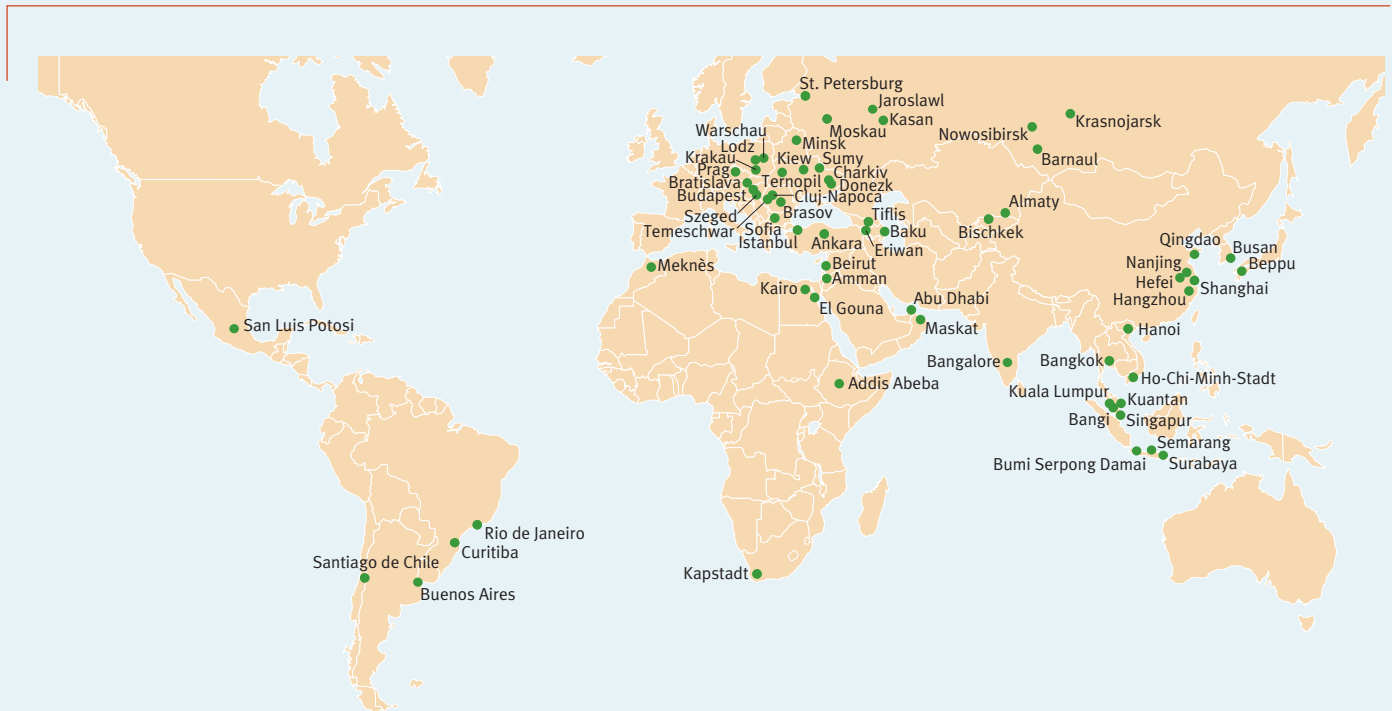 St. Petersburg
Jaroslawl
Kasan
Moskau
Krasnojarsk
Nowosibirsk
Barnaul
Warschau
Lodz
Minsk
Krakau
Kiew
Sumy
Prag
Charkiv
Bratislava
Ternopil
Donezk
Budapest
Cluj-Napoca
Szeged
Brasov
Temeschwar
Sofia
Istanbul
Ankara
Tiflis
Baku
Eriwan
Almaty
Bischkek
Qingdao
Busan
Beppu
Nanjing
Hefei
Shanghai
Hangzhou
Meknès
Beirut
Amman
Kairo
El Gouna
Abu Dhabi
Maskat
San Luis Potosi
Hanoi
Bangalore
Bangkok
Addis Abeba
Ho-Chi-Minh-Stadt
Kuala Lumpur
Kuantan
Bangi
Singapur
Semarang
Bumi Serpong Damai
Surabaya
Rio de Janeiro
Curitiba
Santiago de Chile
Buenos Aires
Kapstadt